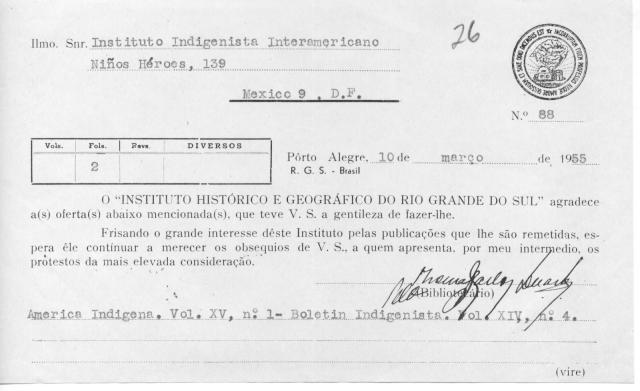 26
Ilmo. Snr. Instituto Indigenista Interamericano
Niños Héroes, 139
Mexico 9, D.F.
N.º 88
Vols. Fols. Revs. DIVERSOS
2
Pôrto Alegre, 10 de março de 1955
R. G. S. - Brasil
O “INSTITUTO HISTÓRICO E GEOGRÁFICO DO RIO GRANDE DO SUL” agradece
a(s) oferta(s) abaixo mencionada(s), que teve V. S. a gentileza de fazer-lhe.
Frisando o grande interesse dêste Instituto pelas publicações que lhe são remetidas, es-
pera êle continuar a merecer os obsequios de V. S., a quem apresenta, por meu intermedio, os
protestos da mais elevada consideração.
(Bibliotecário)
America Indigena. Vol. XV, nº 1- Boletin Indigenista. Vol. XIV, nº 4.
(vire)